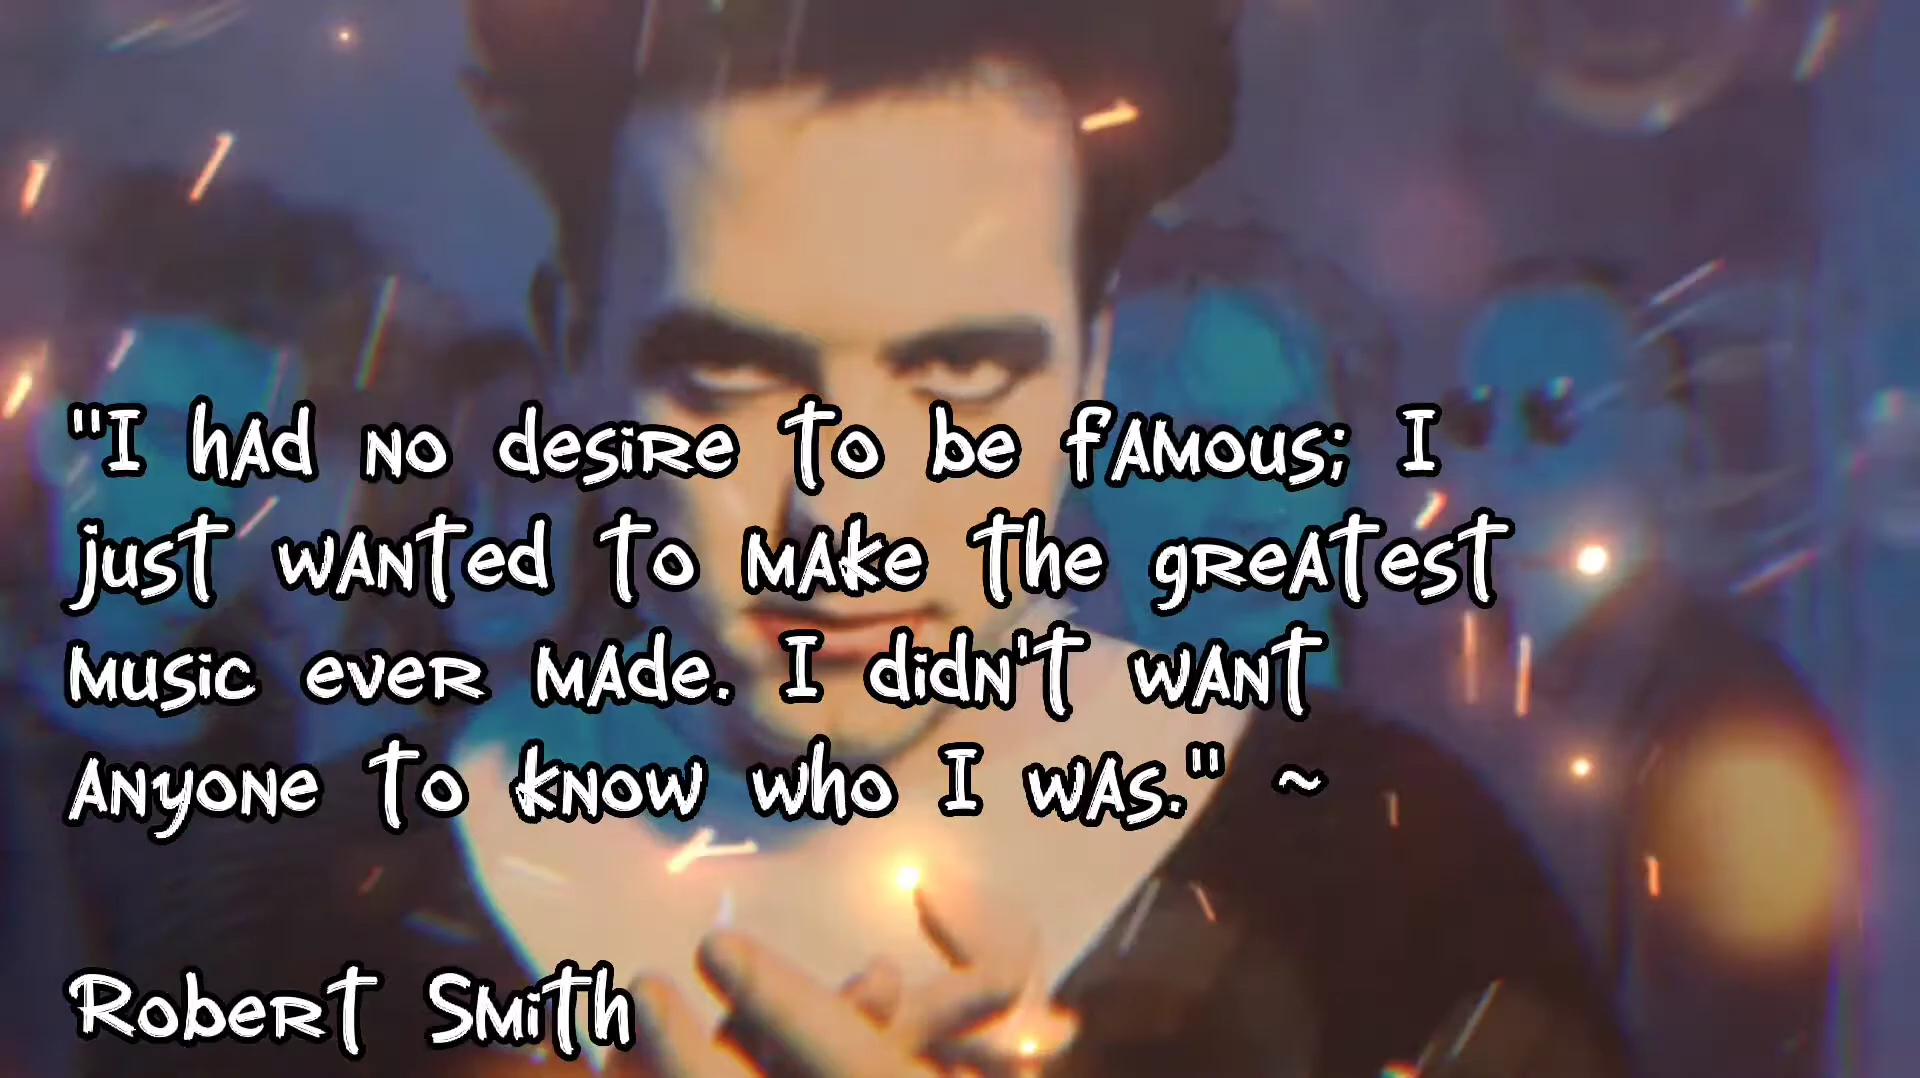 "I had no desire to be famous; I
just wanted to make the greatest
music ever made. I didn't want
anyone to know who I was." ~
Robert Smith